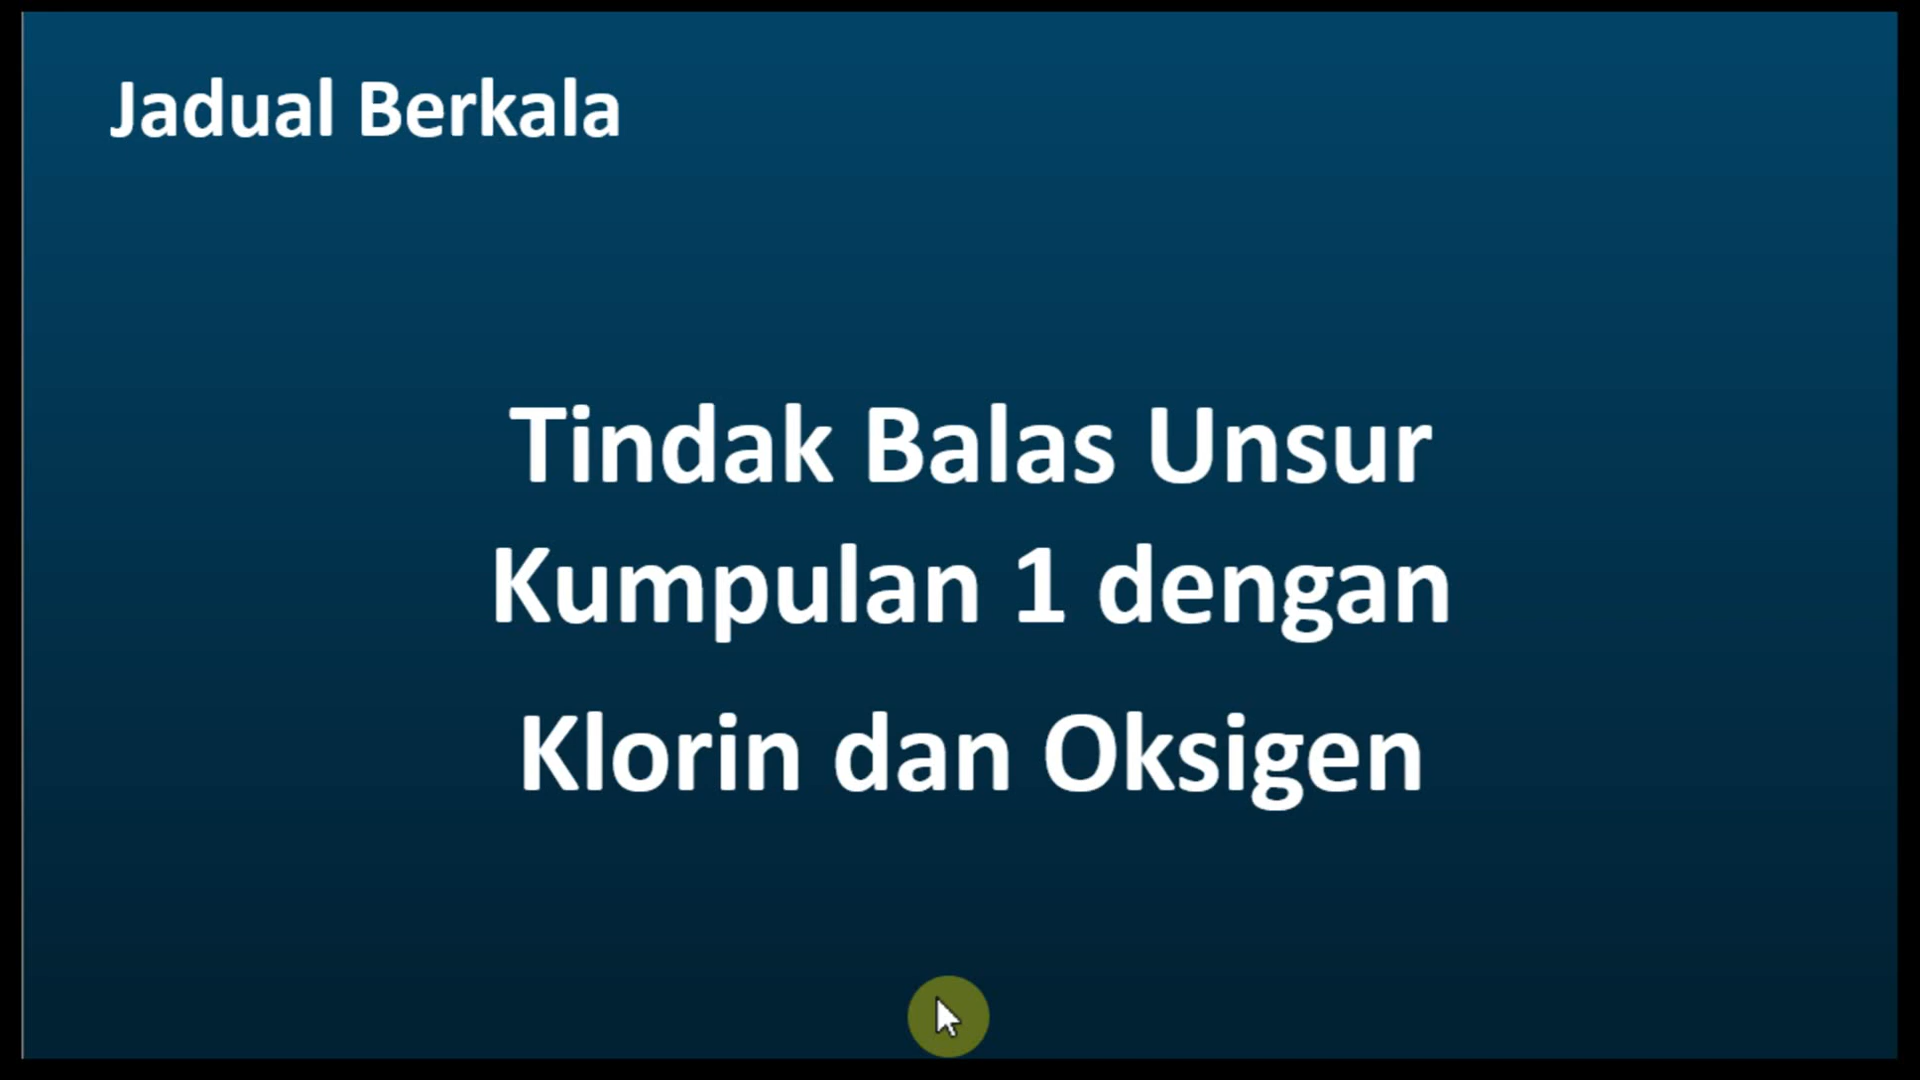 Jadual Berkala
Tindak Balas Unsur
Kumpulan 1 dengan
Klorin dan Oksigen